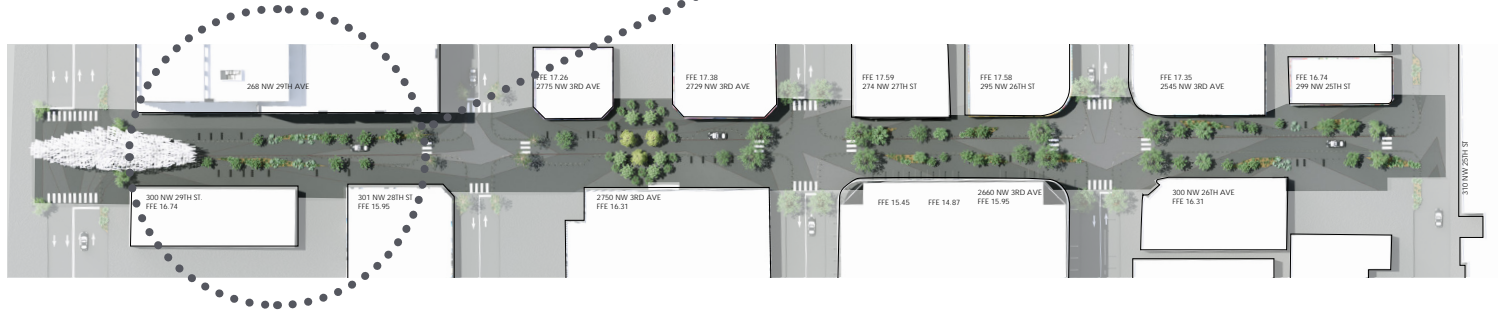 268 NW 29TH AVE
FFE 17.26
2775 NW 3RD AVE
FFE 17.38
2729 NW 3RD AVE
FFE 17.59
274 NW 27TH ST
FFE 17.58
295 NW 26TH ST
FFE 17.35
2545 NW 3RD AVE
FFE 16.74
299 NW 25TH ST
310 NW 25TH ST
300 NW 29TH ST.
FFE 16.74
301 NW 28TH ST
FFE 15.95
2750 NW 3RD AVE
FFE 16.31
FFE 15.45
FFE 14.87
2660 NW 3RD AVE
FFE 15.95
300 NW 26TH AVE
FFE 16.31